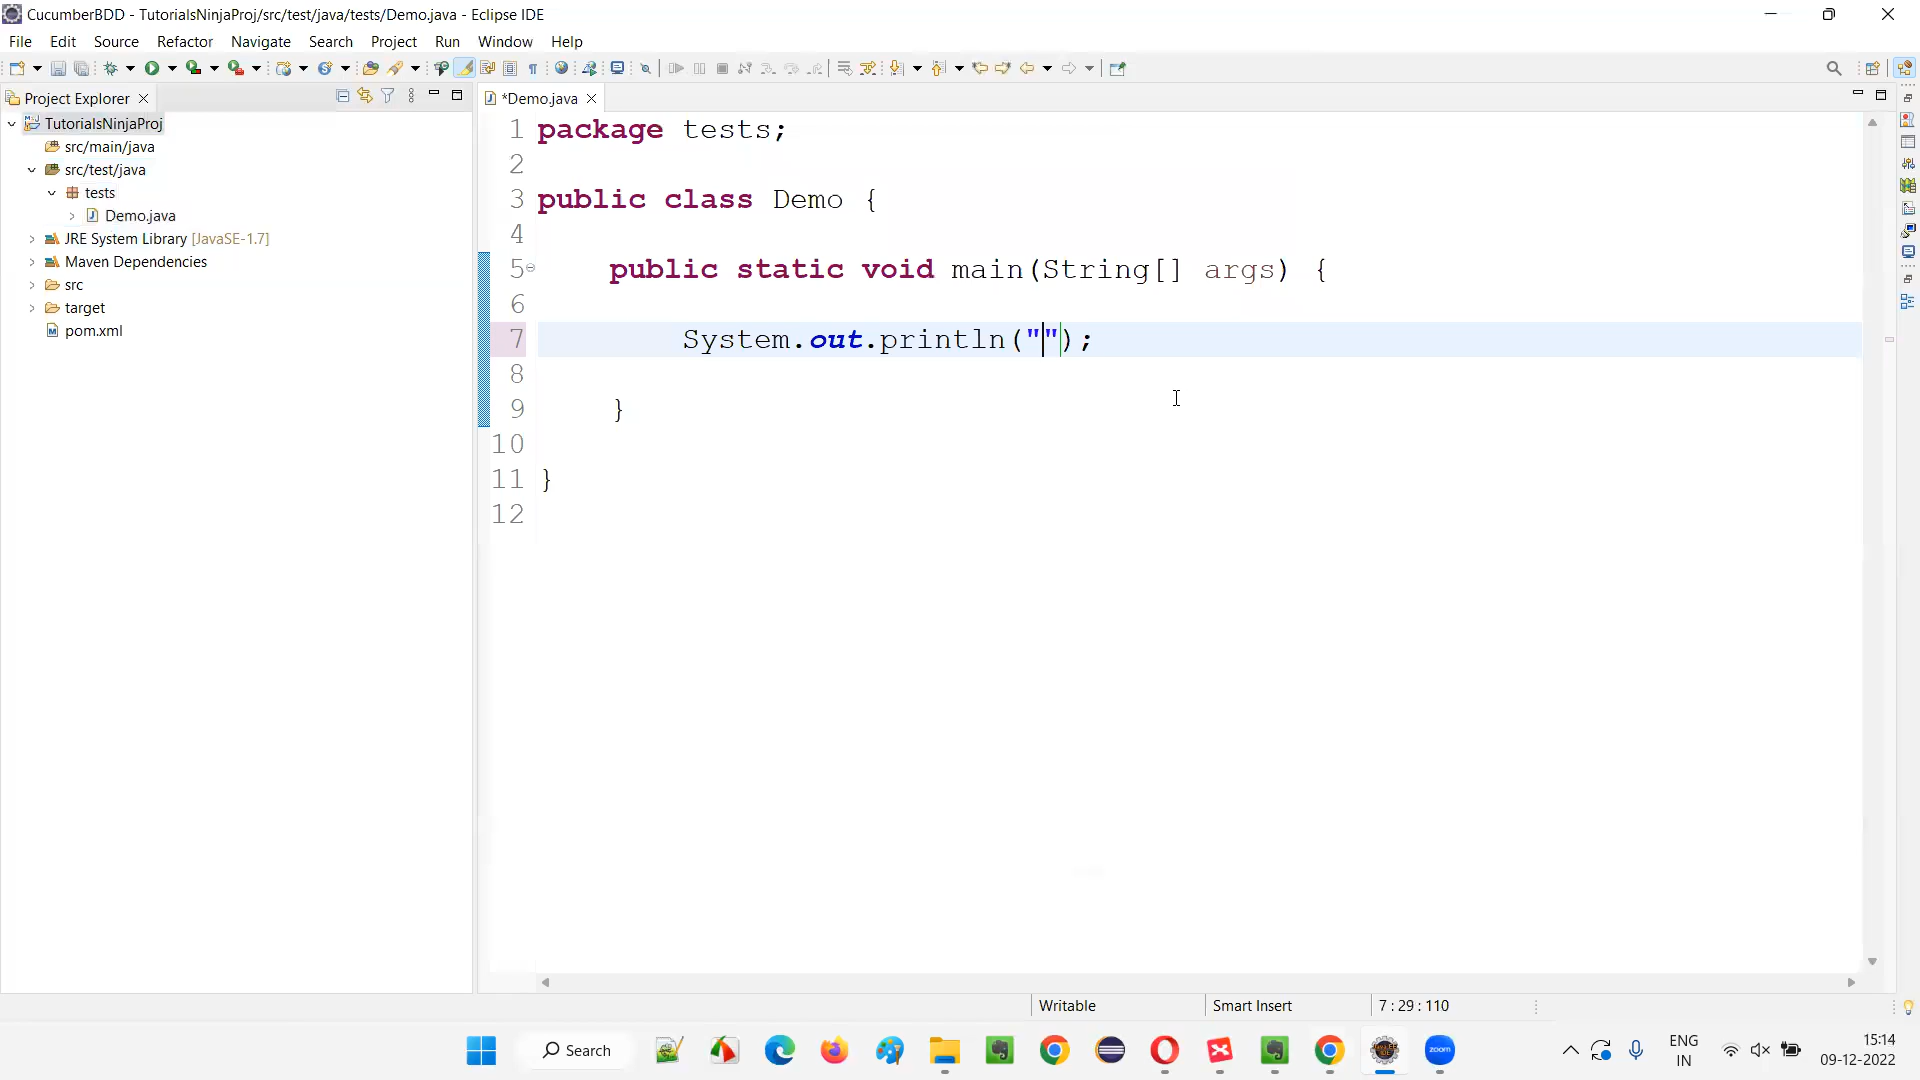 CucumberBDD - TutorialsNinjaProj/src/test/java/tests/Demo.java - Eclipse IDE
File Edit Source Refactor Navigate Search Project Run Window Help
Project Explorer
*Demo.java
TutorialsNinjaProj
src/main/java
src/test/java
tests
Demo.java
JRE System Library [JavaSE-1.7]
Maven Dependencies
src
target
pom.xml
1 package tests;
2
3 public class Demo {
4
5 public static void main(String[] args) {
6
7 System.out.println("");
8
9 }
10
11 }
12
Writable Smart Insert 7 : 29 : 110
Search
zoom
ENG
IN
15:14
09-12-2022